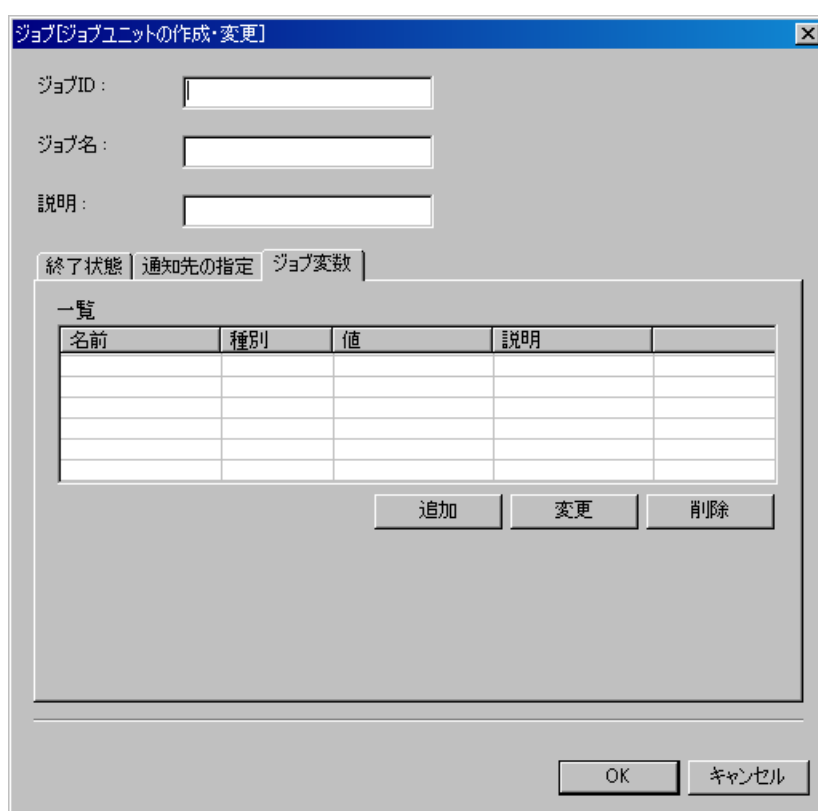 ジョブ[ジョブユニットの作成・変更]
ジョブID :
ジョブ名 :
説明 :
終了状態 通知先の指定 ジョブ変数
一覧
名前 種別 値 説明
追加 変更 削除
OK キャンセル